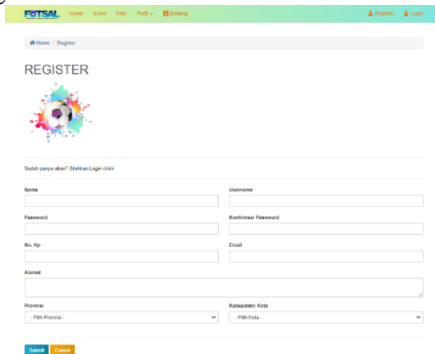 FUTSAL Home Event Foto Profil Booking Register Login
Home / Register
REGISTER
Sudah punya akun? Silahkan Login disini
Nama Username
Password Konfirmasi Password
No. Hp Email
Alamat
Provinsi Kabupaten/ Kota
- Pilih Provinsi - - Pilih Kota -
Submit Cancel